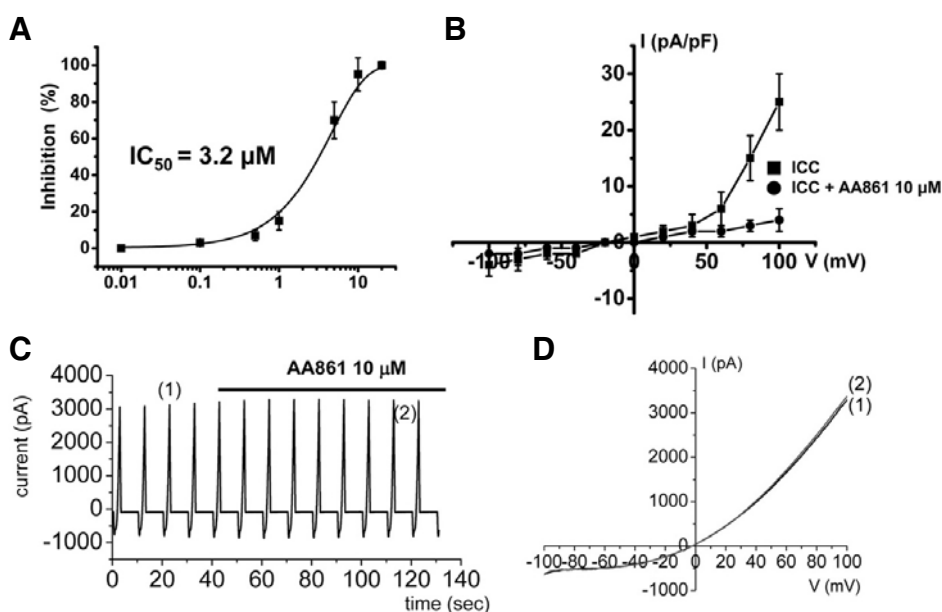 A
Inhibition (%)
100
80
60
40
20
0
IC50 = 3.2 µM
0.01 0.1 1 10
B
I (pA/pF)
30
20
10
0
-10
-100 -50 0 50 100 V (mV)
ICC
ICC + AA861 10 µM
C
current (pA)
4000
3000
2000
1000
0
-1000
(1)
AA861 10 µM
(2)
0 20 40 60 80 100 120 140
time (sec)
D
I (pA)
4000
3000
2000
1000
0
-1000
(2)
(1)
-100 -80 -60 -40 -20 0 20 40 60 80 100
V (mV)